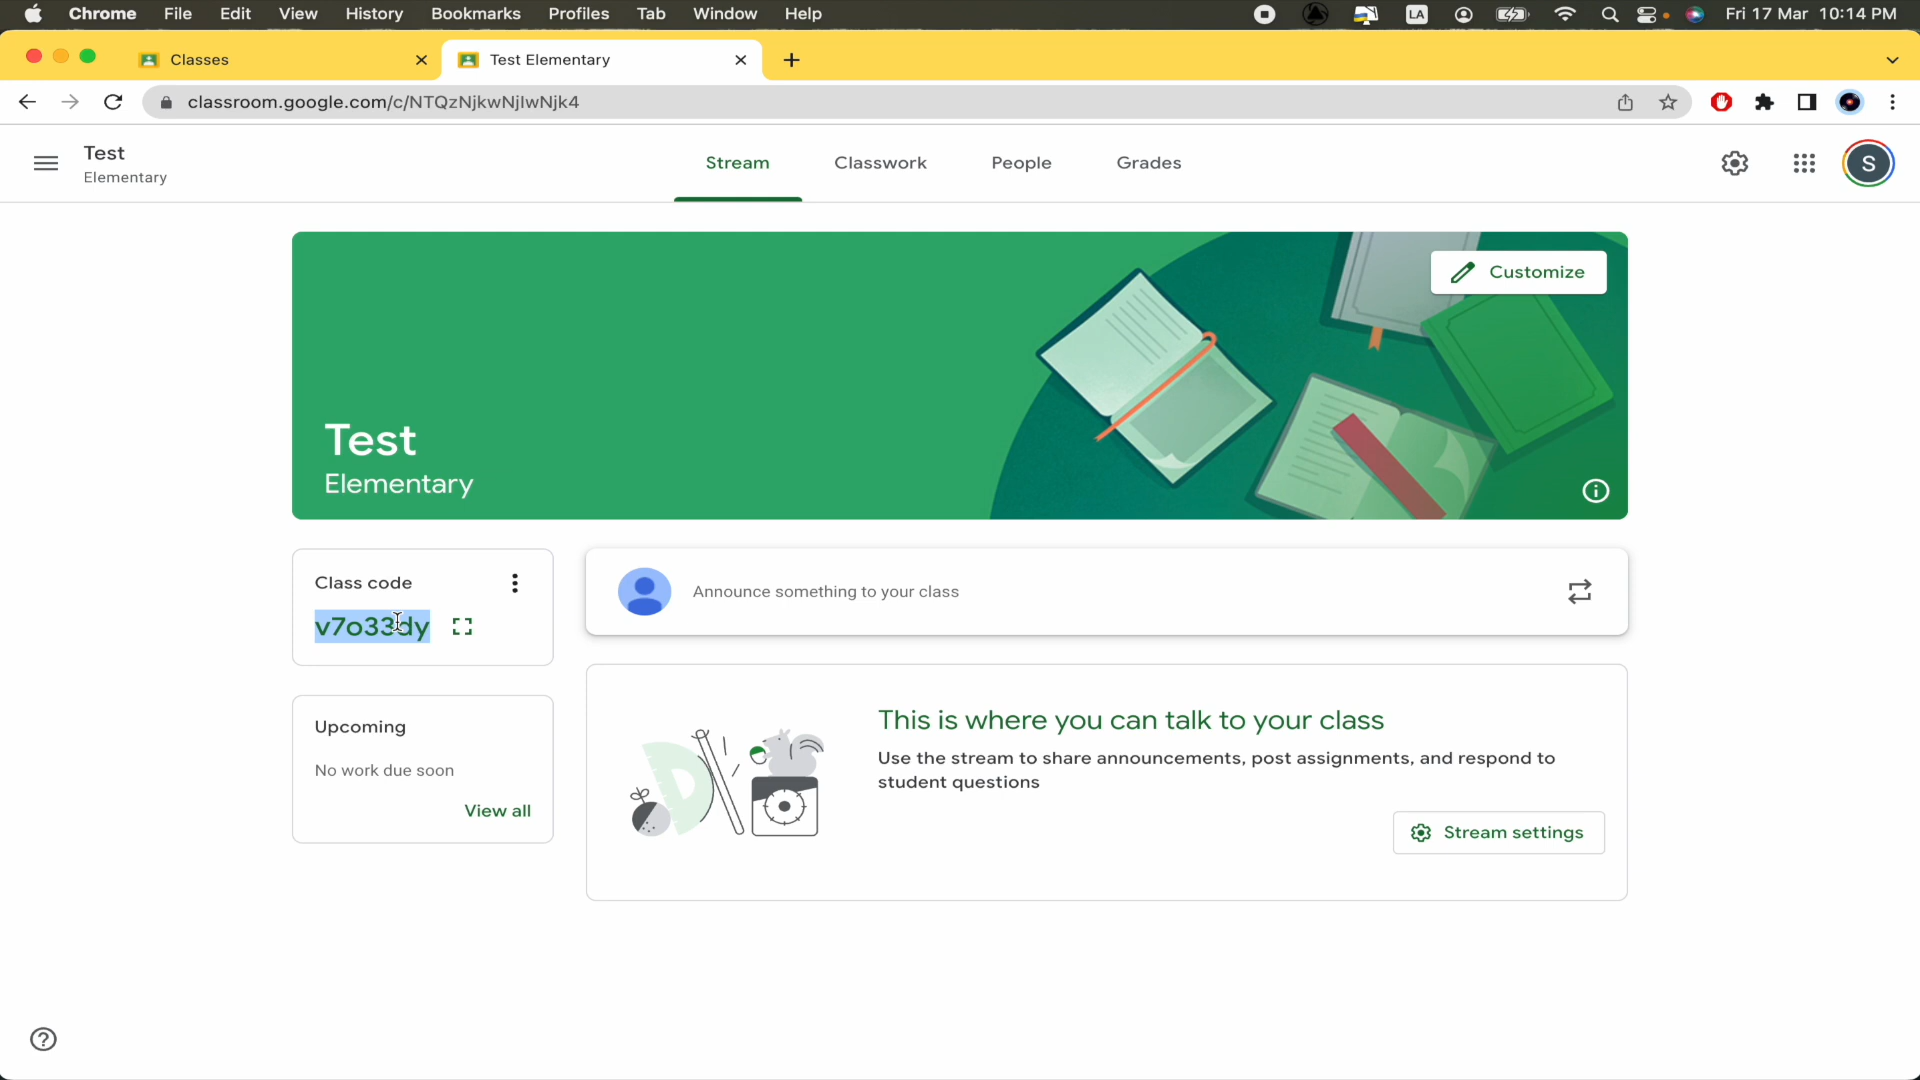 Chrome File Edit View History Bookmarks Profiles Tab Window Help LA Fri 17 Mar 10:14 PM
Classes Test Elementary
classroom.google.com/c/NTQzNjkwNjIwNjk4
Test
Elementary
Stream Classwork People Grades
S
Customize
Test
Elementary
Class code
v7o33dy
Announce something to your class
Upcoming
No work due soon
View all
This is where you can talk to your class
Use the stream to share announcements, post assignments, and respond to
student questions
Stream settings